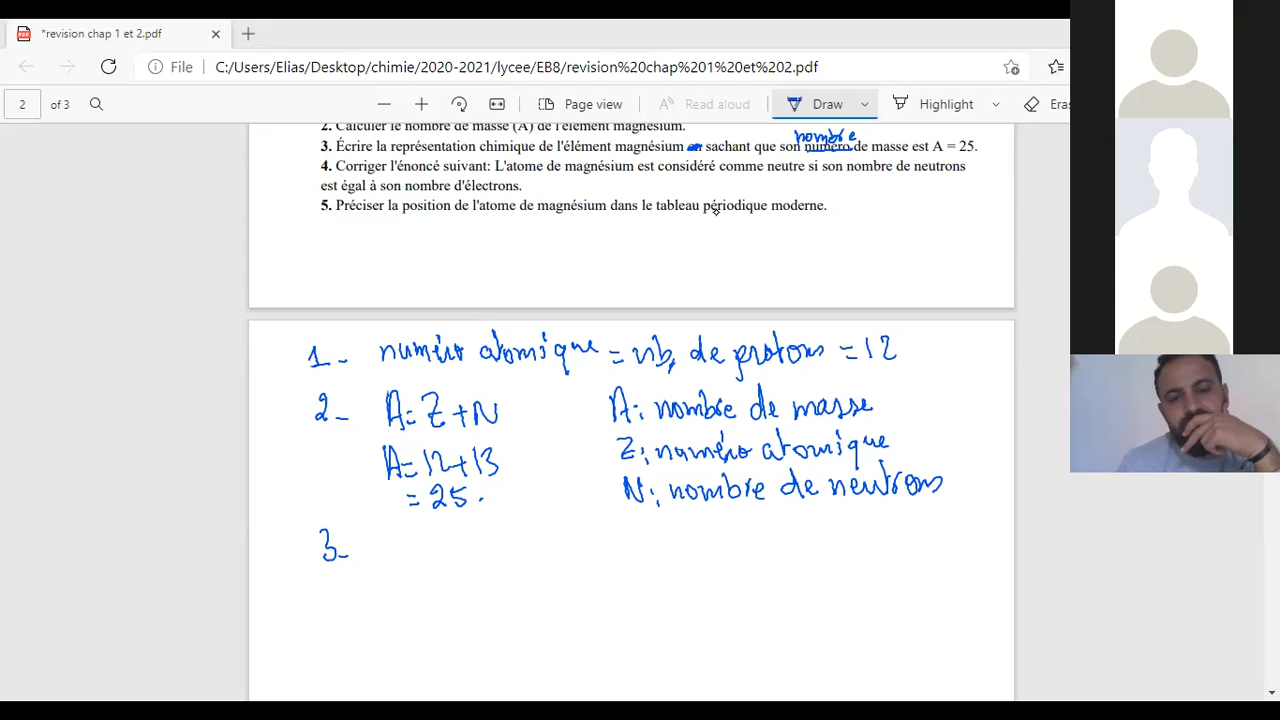 *revision chap 1 et 2.pdf
File C:/Users/Elias/Desktop/chimie/2020-2021/lycee/EB8/revision%20chap%201%20et%202.pdf
2 of 3 Page view Read aloud Draw Highlight Eras
2. Calculer le nombre de masse (A) de l'élément magnésium.
nombre
3. Écrire la représentation chimique de l'élément magnésium sachant que son numéro de masse est A = 25.
4. Corriger l'énoncé suivant: L'atome de magnésium est considéré comme neutre si son nombre de neutrons
est égal à son nombre d'électrons.
5. Préciser la position de l'atome de magnésium dans le tableau périodique moderne.
1- numéro atomique = nb, de protons = 12
2- A = Z + N A: nombre de masse
Z: numéro atomique
A = 12 + 13
= 25. N: nombre de neutrons
3-